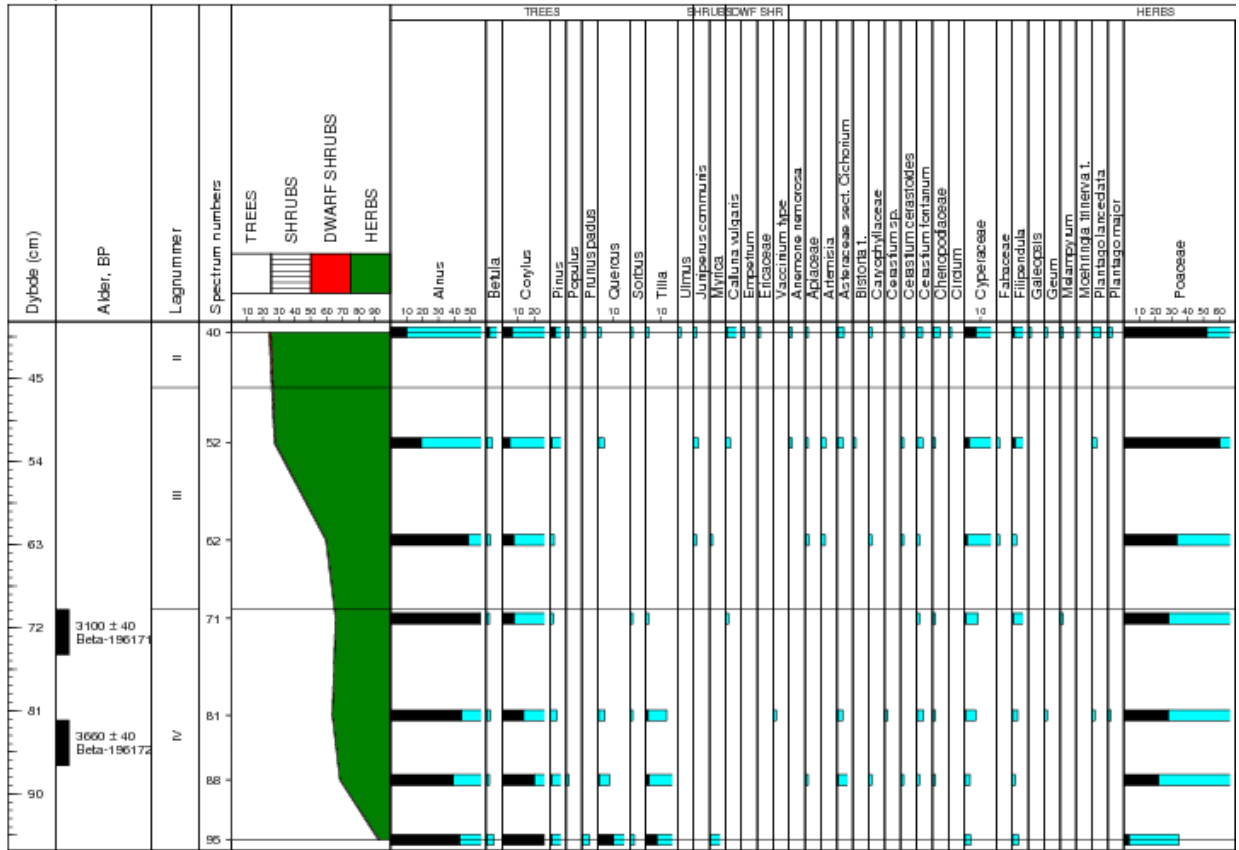 TREES SHRUBS DWF SHR HERBS
Dybde (cm)
Alder, BP
Lagnummer
Spectrum numbers
TREES
SHRUBS
DWARF SHRUBS
HERBS
Alnus
Betula
Corylus
Pinus
Populus
Prunus padus
Quercus
Sorbus
Tilia
Ulmus
Juniperus communis
Myrica
Calluna vulgaris
Empetrum
Ericaceae
Vaccinium type
Anemone nemorosa
Apiaceae
Artemisia
Asteraceae sect. Cichorium
Bistorta t.
Caryophyllaceae
Cerastium sp.
Cerastium cerastoides
Cerastium fontanum
Chenopodiaceae
Circium
Cyperaceae
Fabaceae
Filipendula
Galeopsis
Geum
Melampyrum
Moehringia trinerva t.
Plantago lanceolata
Plantago major
Poaceae
10 20 30 40 50 60 70 80 90 10 20 30 40 50 10 20 10 10 10 10 20 30 40 50 60
40
II
45
52
54
III
62
63
71
72
3100 ± 40
Beta-196171
81
81
IV
3660 ± 40
Beta-196172
88
90
95